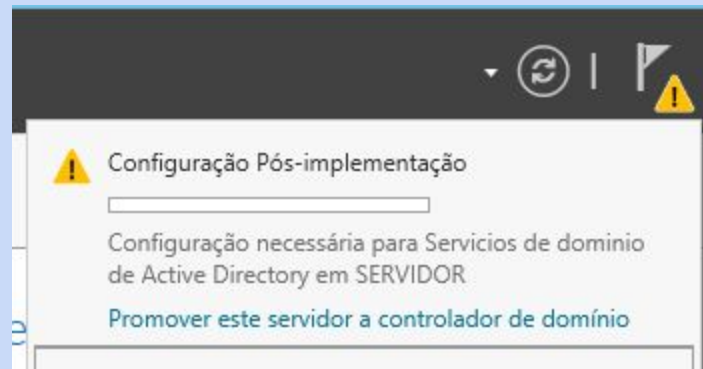 Configuração Pós-implementação
Configuração necessária para Servicios de dominio
de Active Directory em SERVIDOR
Promover este servidor a controlador de domínio
e